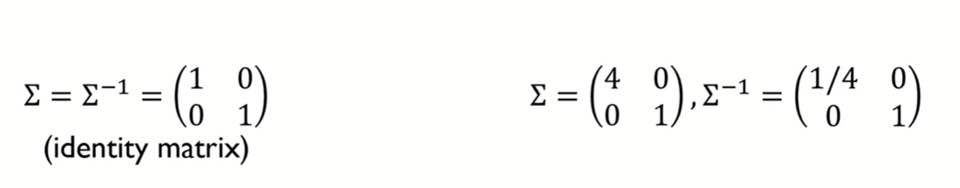 Σ = Σ⁻¹ = (1 0
0 1)
(identity matrix)
Σ = (4 0
0 1), Σ⁻¹ = (1/4 0
0 1)